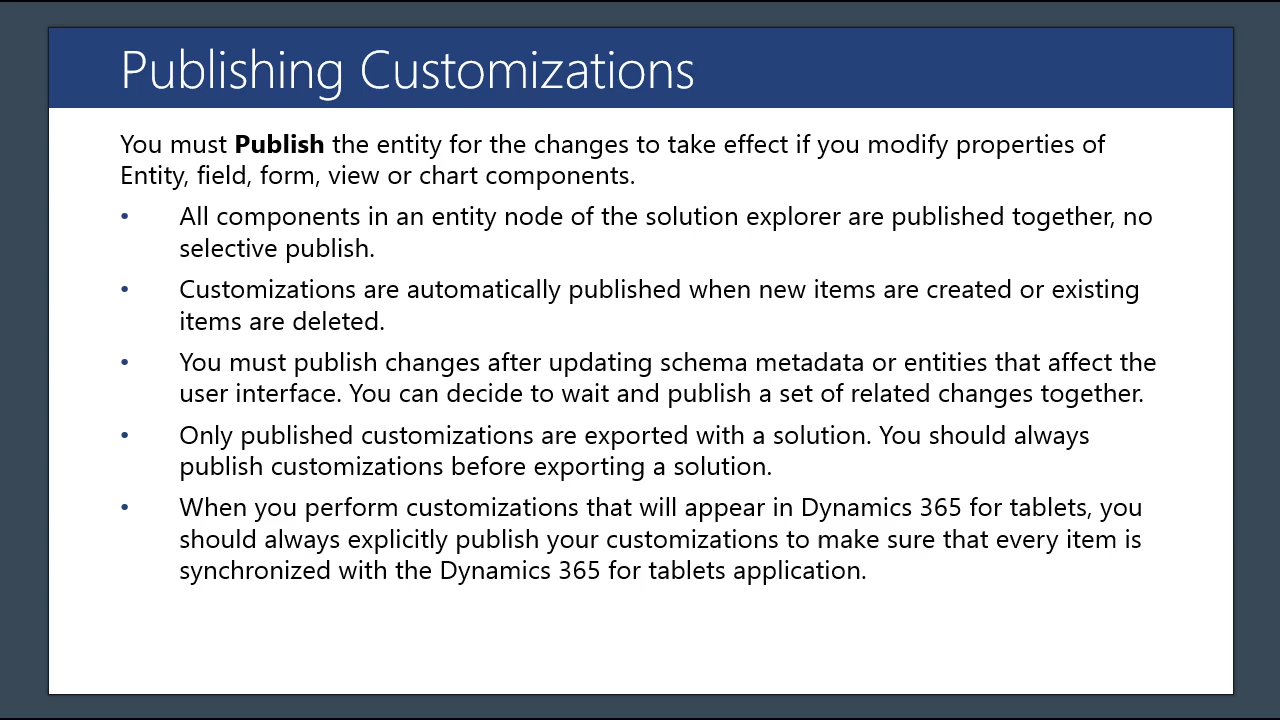 Publishing Customizations
You must Publish the entity for the changes to take effect if you modify properties of
Entity, field, form, view or chart components.
• All components in an entity node of the solution explorer are published together, no
selective publish.
• Customizations are automatically published when new items are created or existing
items are deleted.
• You must publish changes after updating schema metadata or entities that affect the
user interface. You can decide to wait and publish a set of related changes together.
• Only published customizations are exported with a solution. You should always
publish customizations before exporting a solution.
• When you perform customizations that will appear in Dynamics 365 for tablets, you
should always explicitly publish your customizations to make sure that every item is
synchronized with the Dynamics 365 for tablets application.